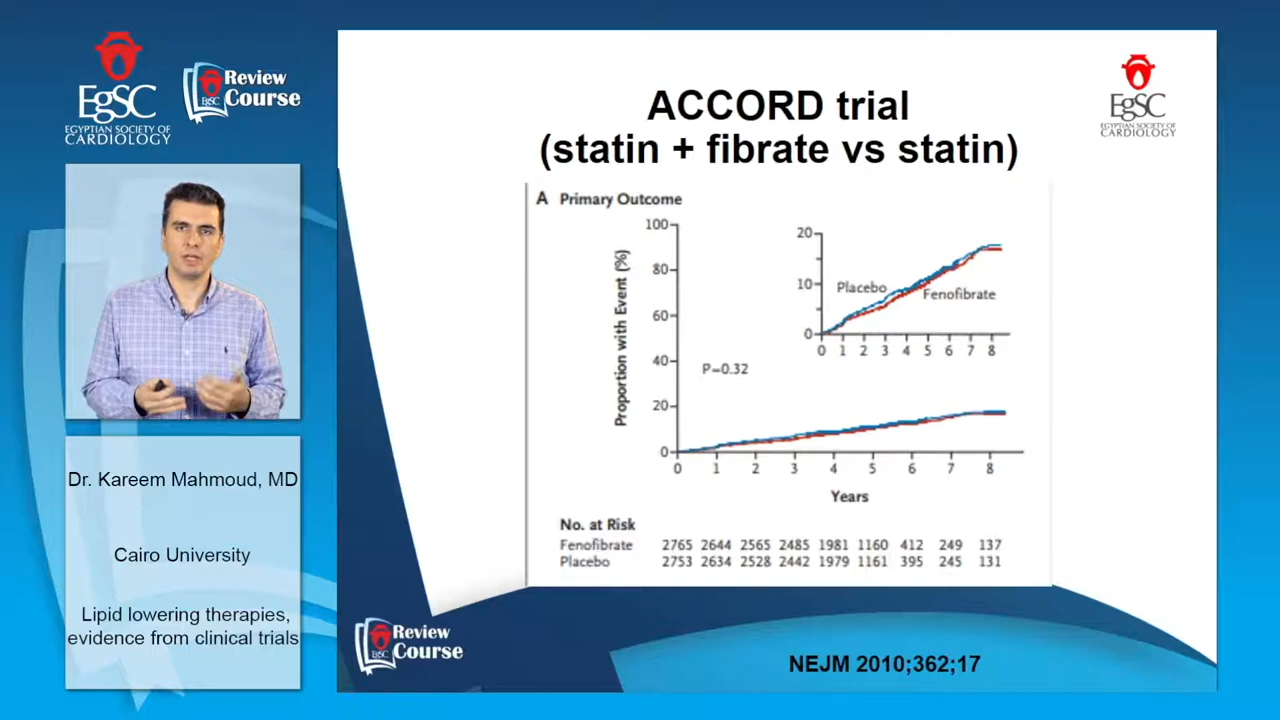 EgSC
EGYPTIAN SOCIETY OF
CARDIOLOGY
Review
Course
EgSC
Dr. Kareem Mahmoud, MD
Cairo University
Lipid lowering therapies,
evidence from clinical trials
ACCORD trial
(statin + fibrate vs statin)
EgSC
EGYPTIAN SOCIETY OF
CARDIOLOGY
A Primary Outcome
Proportion with Event (%)
100
80
60
40
20
0
P=0.32
0 1 2 3 4 5 6 7 8
Years
20
10
0
Placebo
Fenofibrate
0 1 2 3 4 5 6 7 8
No. at Risk
Fenofibrate 2765 2644 2565 2485 1981 1160 412 249 137
Placebo 2753 2634 2528 2442 1979 1161 395 245 131
Review
Course
EgSC
NEJM 2010;362;17